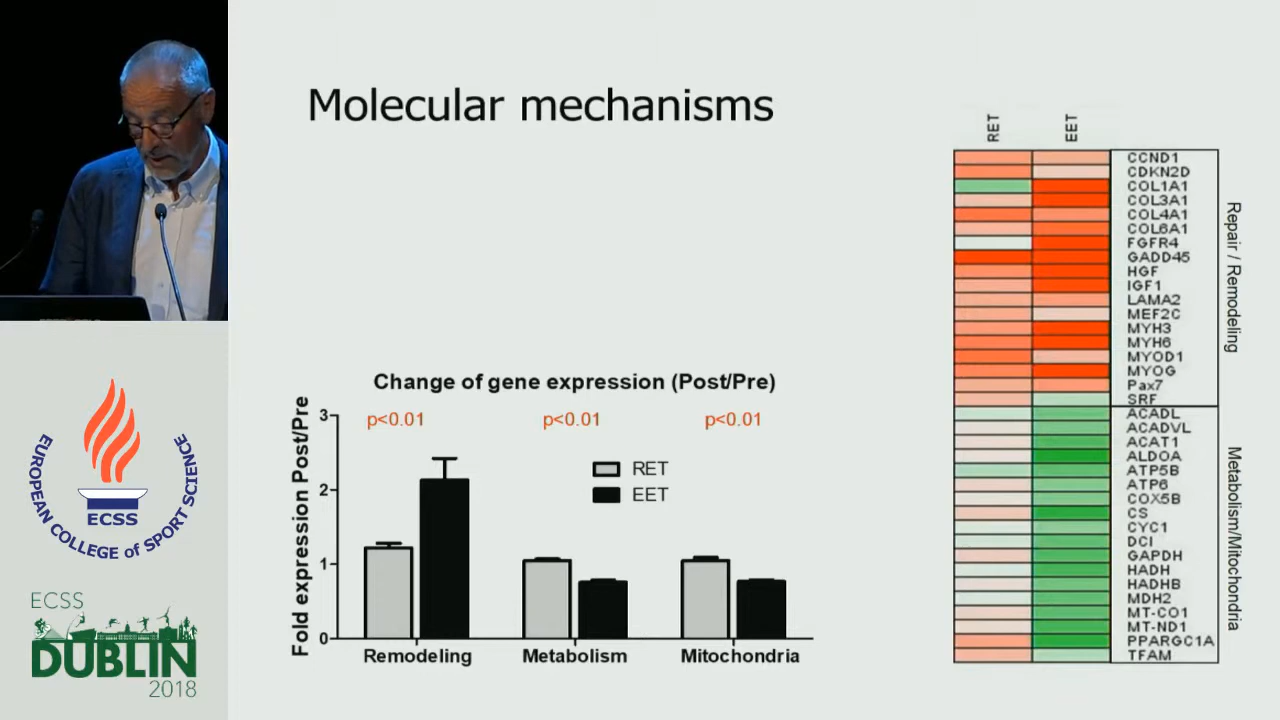 Molecular mechanisms
Change of gene expression (Post/Pre)
Fold expression Post/Pre
3
2
1
0
p<0.01
p<0.01
p<0.01
RET
EET
Remodeling
Metabolism
Mitochondria
RET
EET
CCND1
CDKN2D
COL1A1
COL3A1
COL4A1
COL6A1
FGFR4
GADD45
HGF
IGF1
LAMA2
MEF2C
MYH3
MYH6
MYOD1
MYOG
Pax7
SRF
ACADL
ACADVL
ACAT1
ALDOA
ATP5B
ATP6
COX5B
CS
CYC1
DCI
GAPDH
HADH
HADHB
MDH2
MT-CO1
MT-ND1
PPARGC1A
TFAM
Repair / Remodeling
Metabolism/Mitochondria
EUROPEAN COLLEGE of SPORT SCIENCE
ECSS
ECSS
DUBLIN
2018